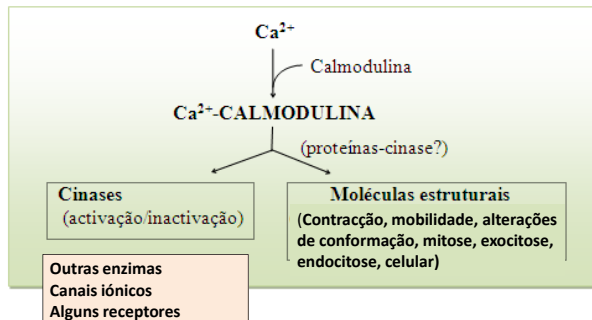 Ca²⁺
Calmodulina
Ca²⁺-CALMODULINA
(proteínas-cinase?)
Cinases
(activação/inactivação)
Moléculas estruturais
(Contracção, mobilidade, alterações
de conformação, mitose, exocitose,
endocitose, celular)
Outras enzimas
Canais iónicos
Alguns receptores